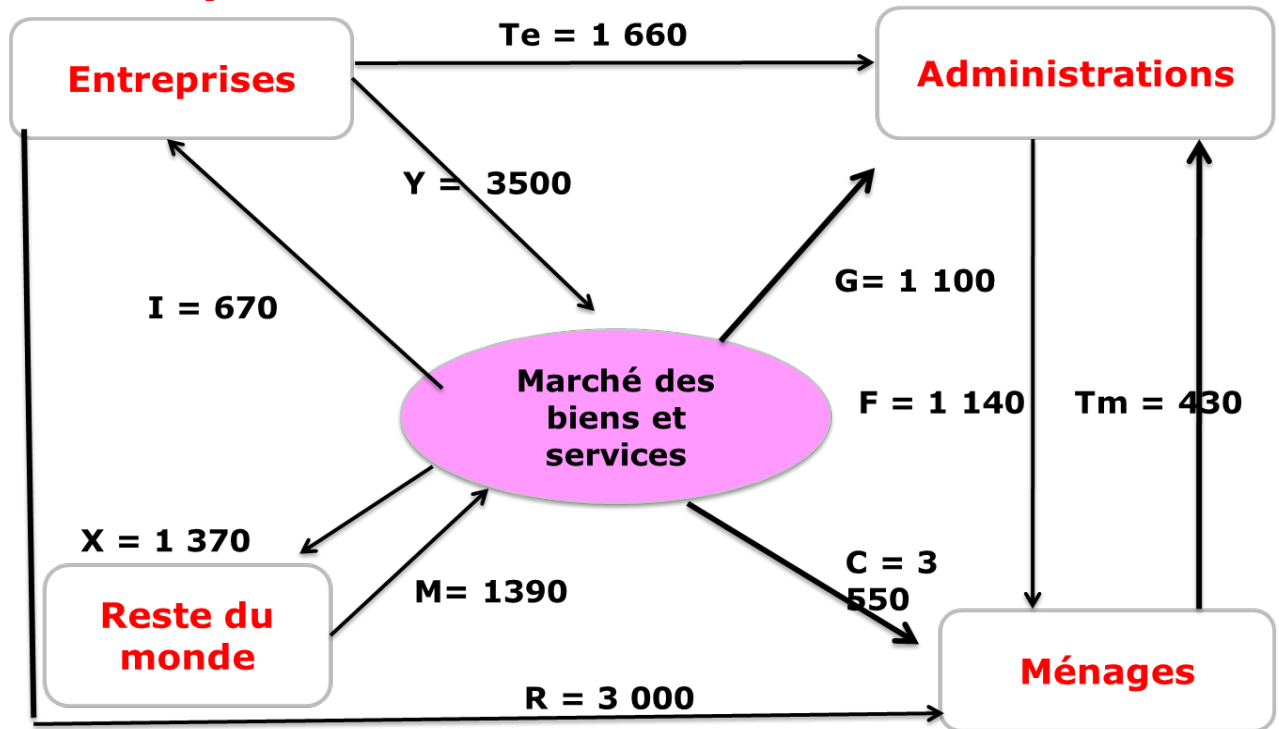 Te = 1 660
Entreprises
Administrations
Y = 3500
G= 1 100
I = 670
Marché des
biens et
services
F = 1 140
Tm = 430
X = 1 370
C = 3
550
M= 1390
Reste du
monde
Ménages
R = 3 000